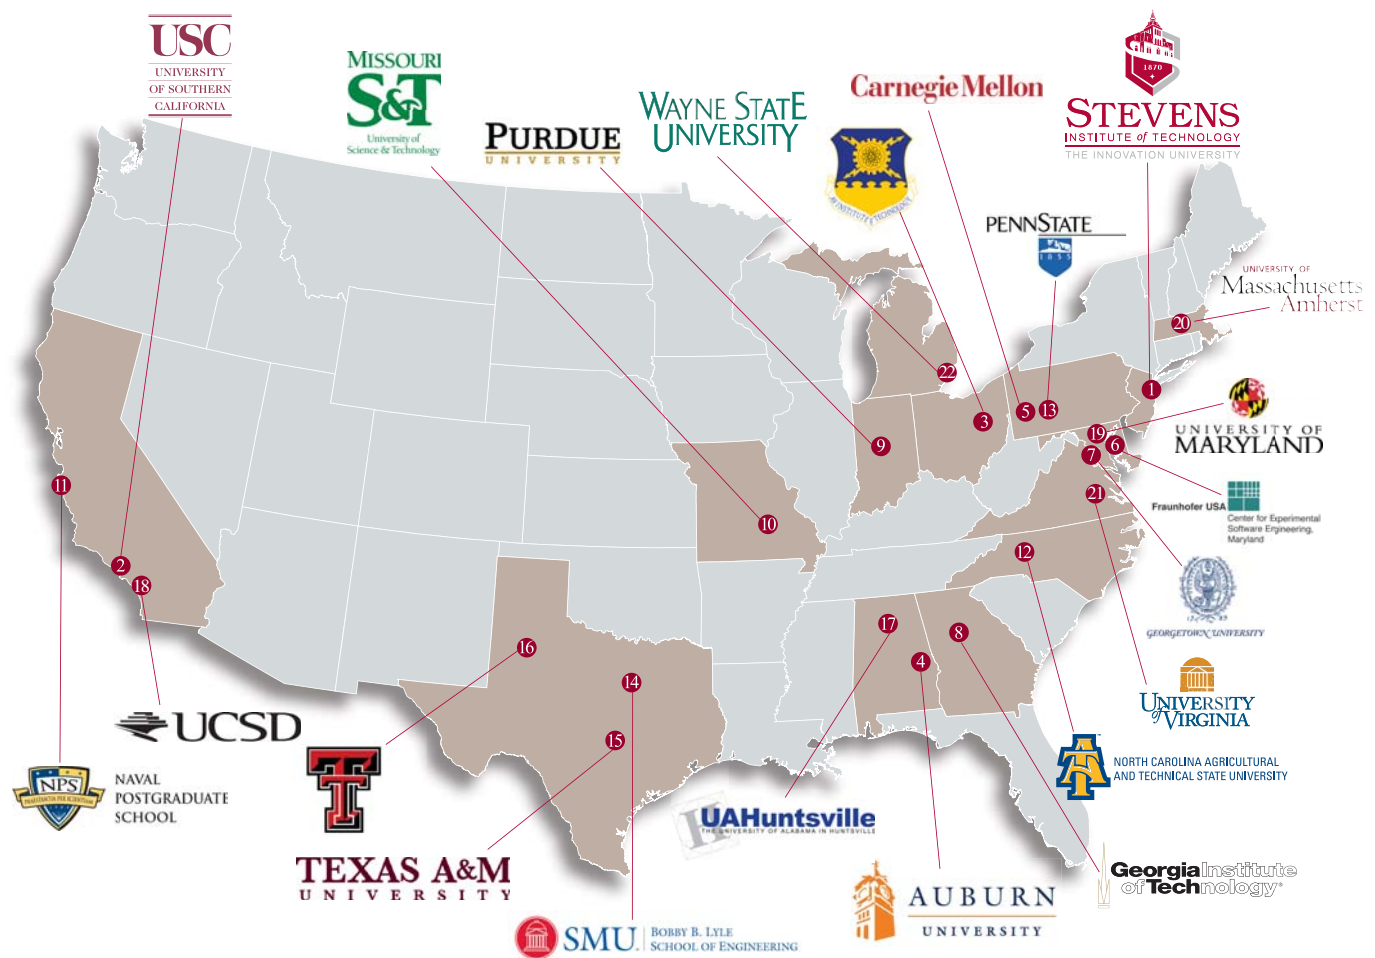 USC
UNIVERSITY
OF SOUTHERN
CALIFORNIA
MISSOURI
S&T
University of
Science & Technology
PURDUE
UNIVERSITY
WAYNE STATE
UNIVERSITY
Carnegie Mellon
1870
STEVENS
INSTITUTE of TECHNOLOGY
THE INNOVATION UNIVERSITY
PENNSTATE
1855
UNIVERSITY OF
Massachusetts
Amherst
20
22
1
5
13
3
19
UNIVERSITY OF
MARYLAND
6
9
7
11
21
Fraunhofer USA
Center for Experimental
Software Engineering,
Maryland
10
12
2
18
GEORGETOWN UNIVERSITY
17
8
16
4
14
UNIVERSITY
of VIRGINIA
15
UCSD
NPS
NAVAL
POSTGRADUATE
SCHOOL
T
AT
NORTH CAROLINA AGRICULTURAL
AND TECHNICAL STATE UNIVERSITY
H
UAHuntsville
THE UNIVERSITY OF ALABAMA IN HUNTSVILLE
TEXAS A&M
UNIVERSITY
Georgia Institute
of Technology
AUBURN
UNIVERSITY
SMU
BOBBY B. LYLE
SCHOOL OF ENGINEERING